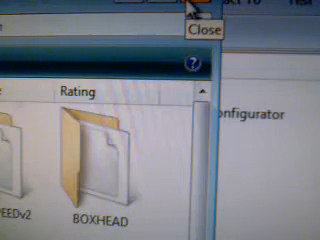 Close
Rating
onfigurator
EEDv2
BOXHEAD